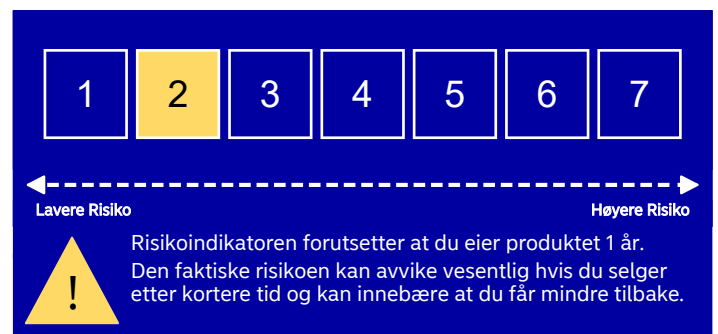 1 2 3 4 5 6 7
Lavere Risiko Høyere Risiko
Risikoindikatoren forutsetter at du eier produktet 1 år.
Den faktiske risikoen kan avvike vesentlig hvis du selger
! etter kortere tid og kan innebære at du får mindre tilbake.